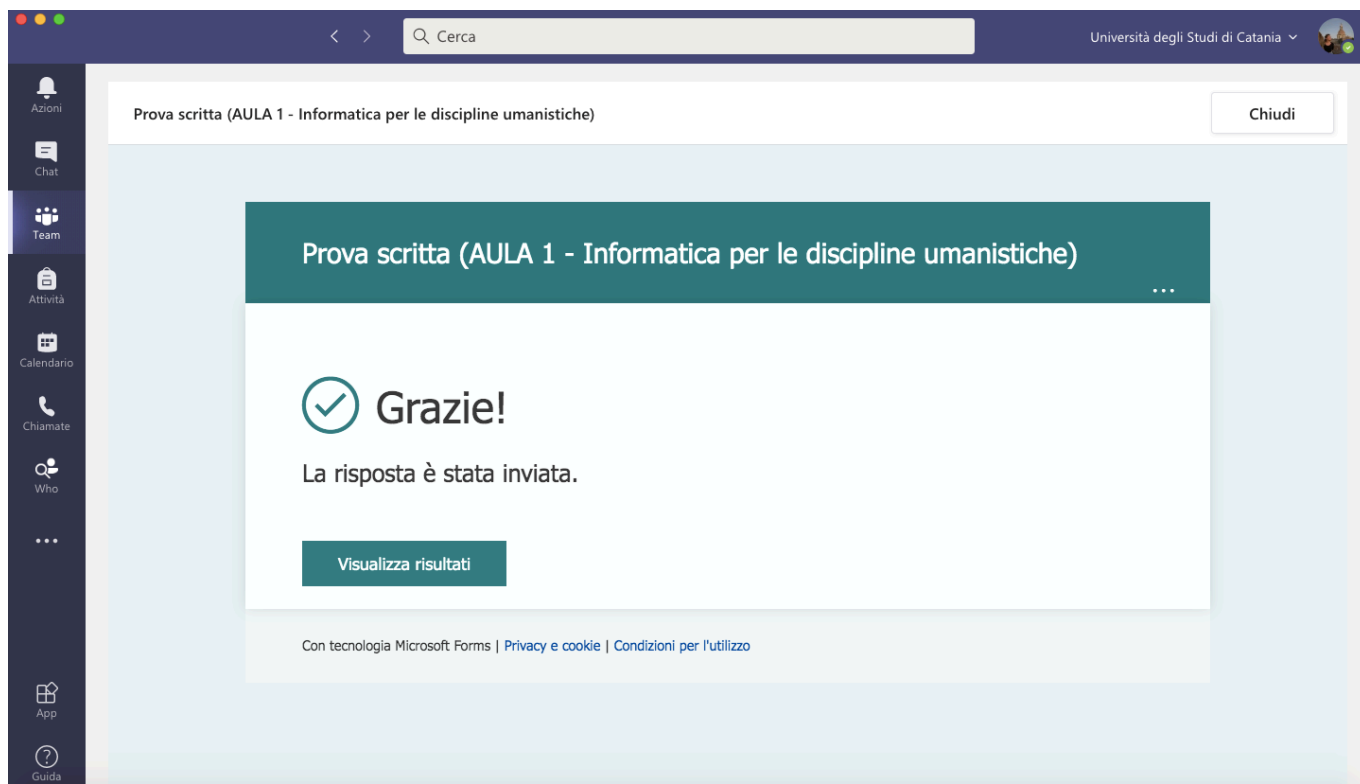 Cerca
Università degli Studi di Catania
Azioni
Chat
Team
Attività
Calendario
Chiamate
Who
App
Guida
Prova scritta (AULA 1 - Informatica per le discipline umanistiche)
Chiudi
Prova scritta (AULA 1 - Informatica per le discipline umanistiche)
...
Grazie!
La risposta è stata inviata.
Visualizza risultati
Con tecnologia Microsoft Forms | Privacy e cookie | Condizioni per l'utilizzo